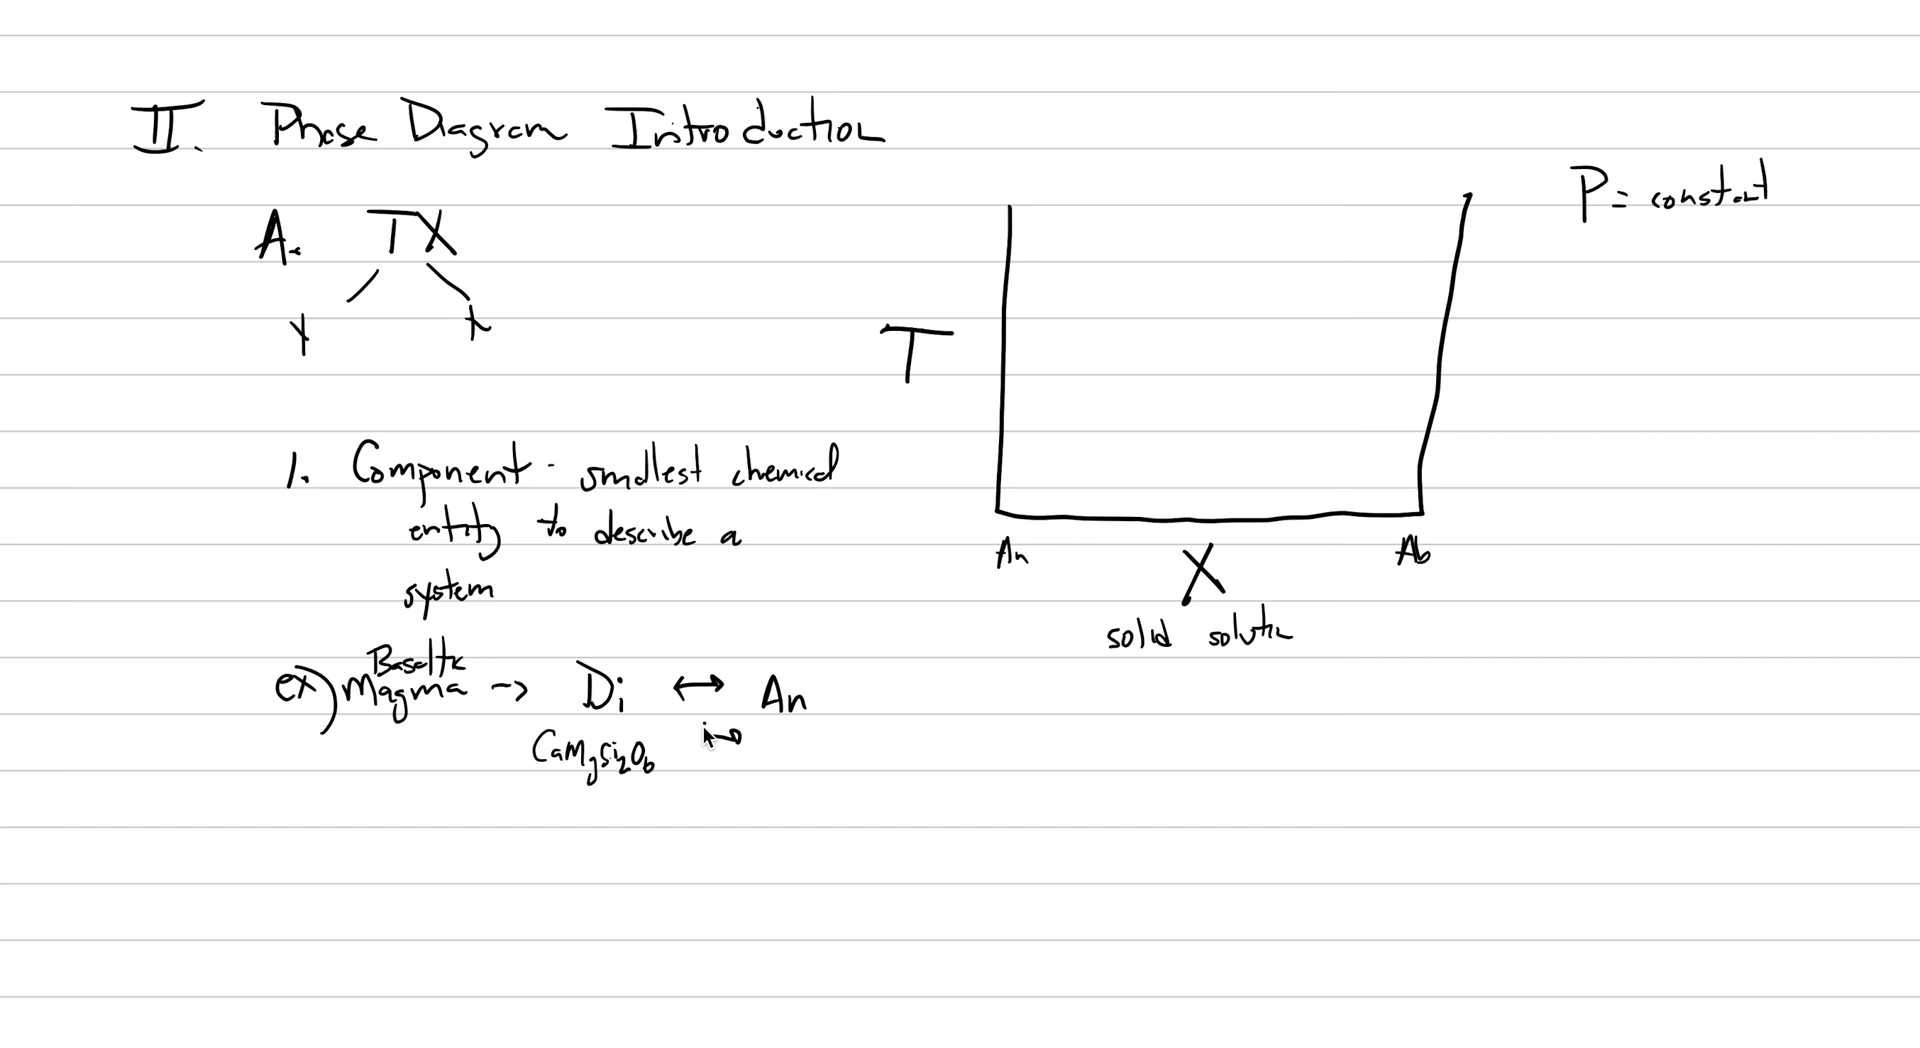 II. Phase Diagram Introduction
A. TX
y x
1. Component - smallest chemical
entity to describe a
system
ex) Basaltic
Magma -> Di <-> An
CaMgSi2O6
P = constant
T
An Ab
X
solid solution